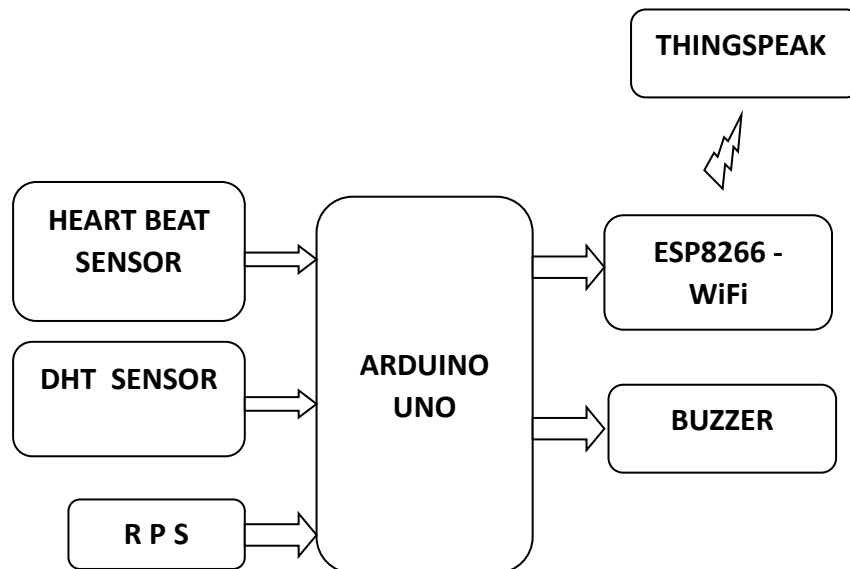 THINGSPEAK
HEART BEAT
SENSOR
ESP8266 -
WiFi
DHT  SENSOR
ARDUINO
UNO
BUZZER
R P S